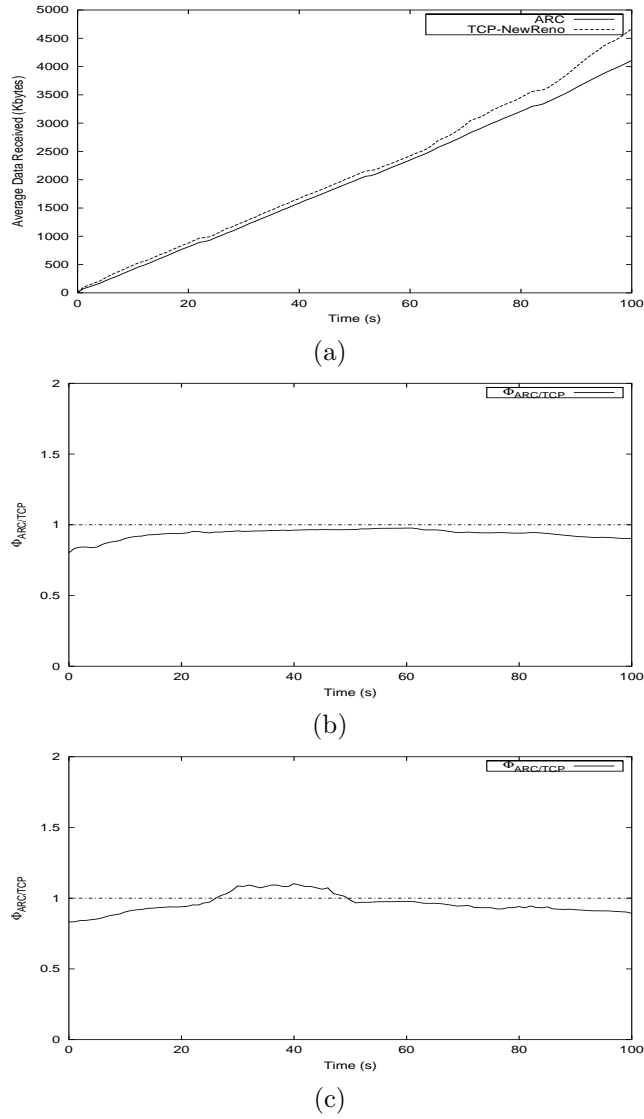 5000
4500
4000
3500
3000
2500
2000
1500
1000
500
0
Average Data Received (Kbytes)
ARC
TCP-NewReno
0 20 40 60 80 100
Time (s)
(a)
2
1.5
1
0.5
0
Φ_ARC/TCP
Φ_ARC/TCP
0 20 40 60 80 100
Time (s)
(b)
2
1.5
1
0.5
0
Φ_ARC/TCP
Φ_ARC/TCP
0 20 40 60 80 100
Time (s)
(c)